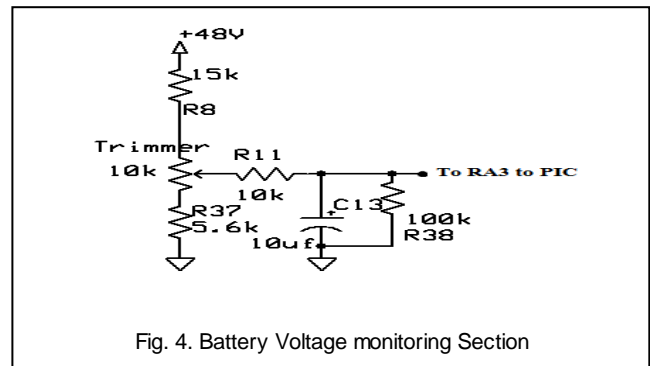 +48V
15k
R8
Trimmer
10k
R11
10k
To RA3 to PIC
R37
5.6k
C13
+
10uf
100k
R38
Fig. 4. Battery Voltage monitoring Section